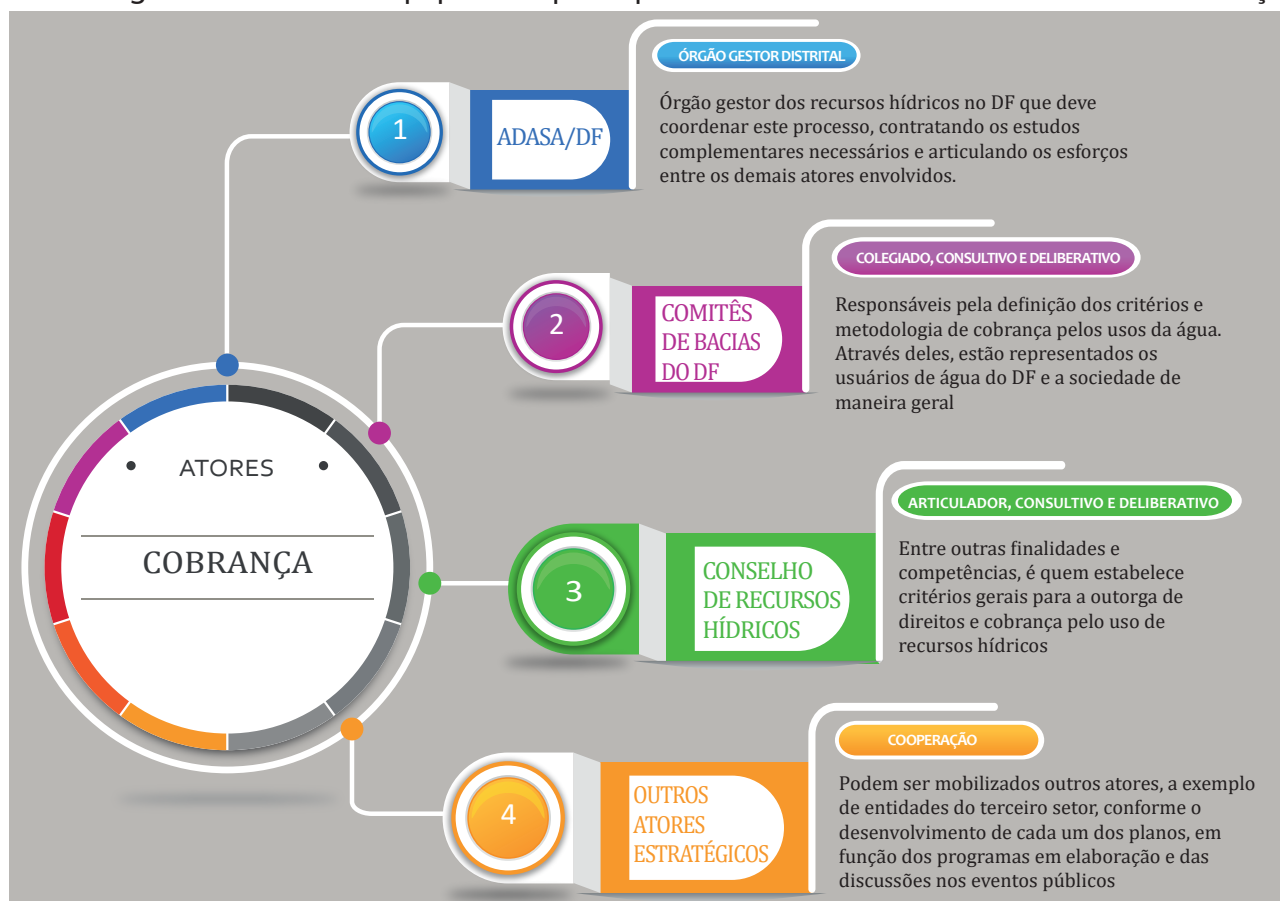 ÓRGÃO GESTOR DISTRITAL
1
ADASA/DF
Órgão gestor dos recursos hídricos no DF que deve
coordenar este processo, contratando os estudos
complementares necessários e articulando os esforços
entre os demais atores envolvidos.
COLEGIADO, CONSULTIVO E DELIBERATIVO
2
COMITÊS
DE BACIAS
DO DF
Responsáveis pela definição dos critérios e
metodologia de cobrança pelos usos da água.
Através deles, estão representados os
usuários de água do DF e a sociedade de
maneira geral
• ATORES •
COBRANÇA
ARTICULADOR, CONSULTIVO E DELIBERATIVO
3
CONSELHO
DE RECURSOS
HÍDRICOS
Entre outras finalidades e
competências, é quem estabelece
critérios gerais para a outorga de
direitos e cobrança pelo uso de
recursos hídricos
COOPERAÇÃO
4
OUTROS
ATORES
ESTRATÉGICOS
Podem ser mobilizados outros atores, a exemplo
de entidades do terceiro setor, conforme o
desenvolvimento de cada um dos planos, em
função dos programas em elaboração e das
discussões nos eventos públicos